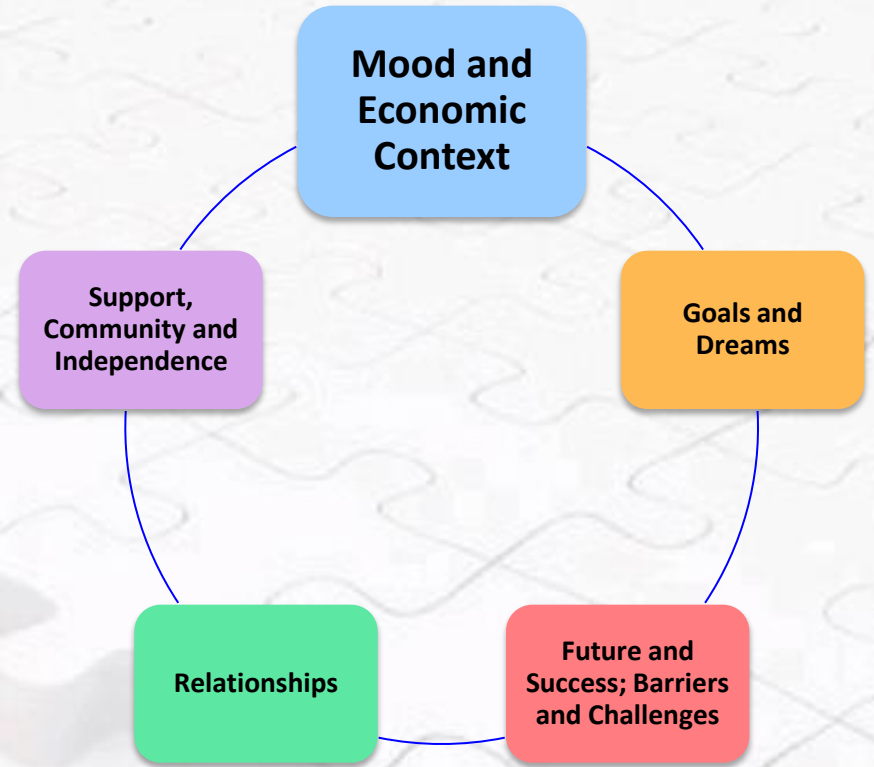 Mood and
Economic
Context
Goals and
Dreams
Future and
Success; Barriers
and Challenges
Relationships
Support,
Community and
Independence